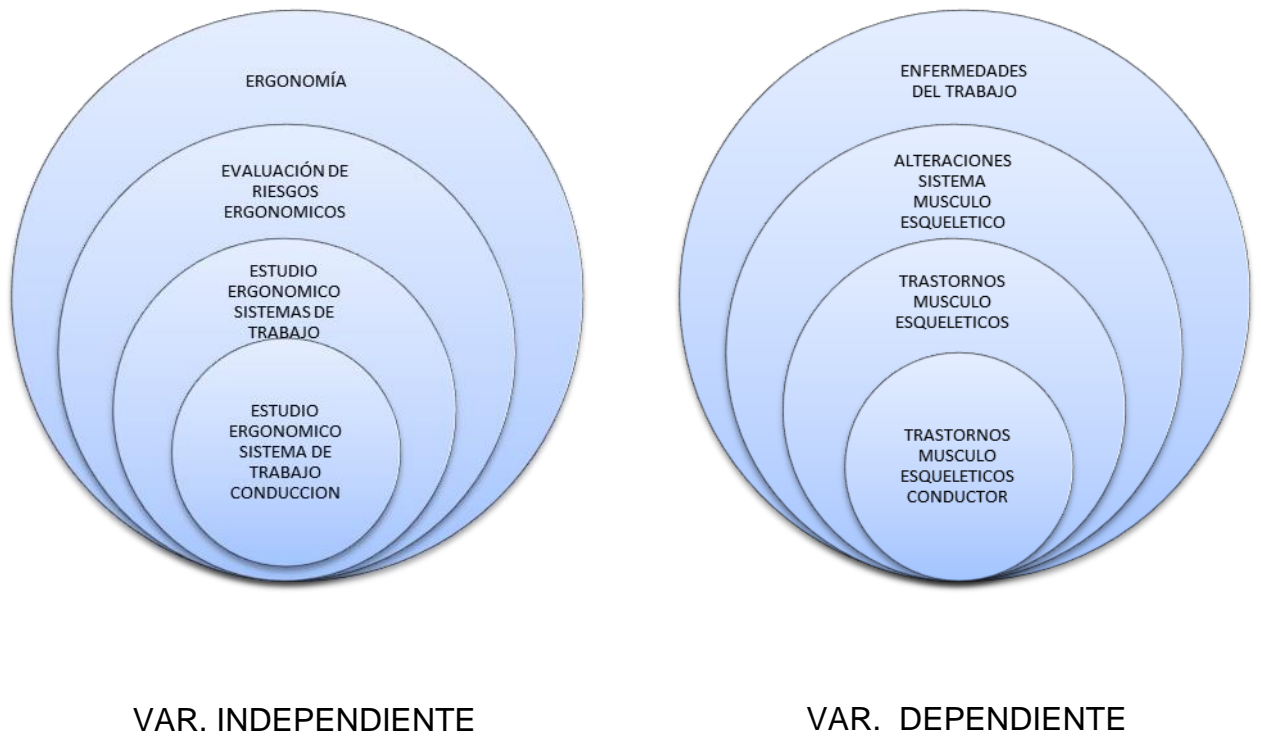 ERGONOMÍA
EVALUACIÓN DE
RIESGOS
ERGONOMICOS
ESTUDIO
ERGONOMICO
SISTEMAS DE
TRABAJO
ESTUDIO
ERGONOMICO
SISTEMA DE
TRABAJO
CONDUCCION
VAR. INDEPENDIENTE
ENFERMEDADES
DEL TRABAJO
ALTERACIONES
SISTEMA
MUSCULO
ESQUELETICO
TRASTORNOS
MUSCULO
ESQUELETICOS
TRASTORNOS
MUSCULO
ESQUELETICOS
CONDUCTOR
VAR. DEPENDIENTE